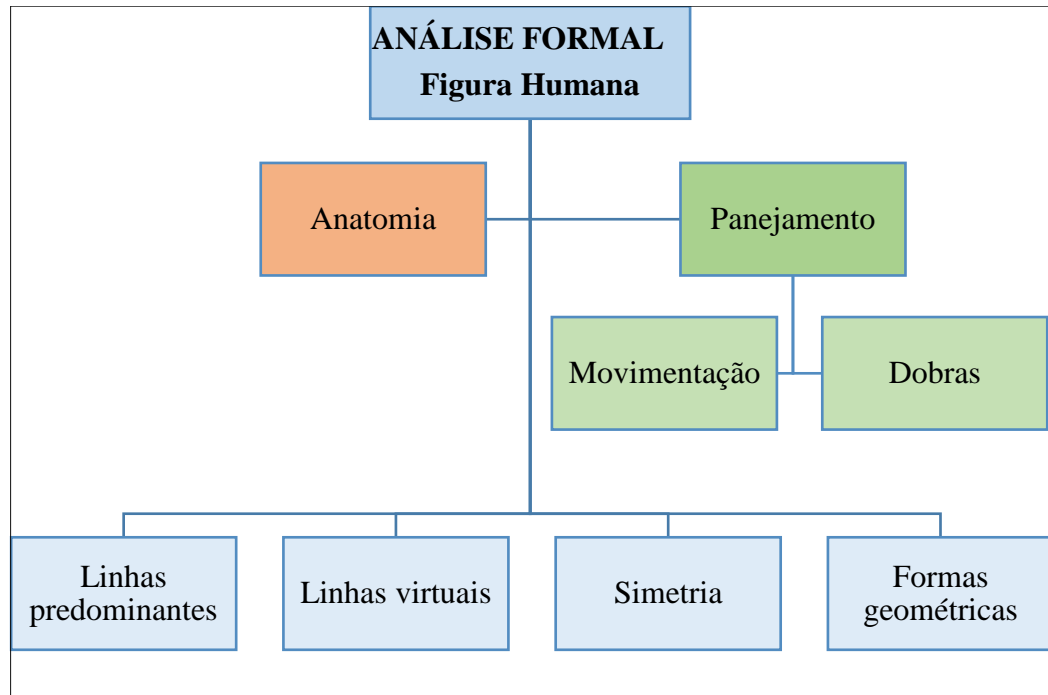 ANÁLISE FORMAL
Figura Humana
Anatomia
Panejamento
Movimentação
Dobras
Linhas
predominantes
Linhas virtuais
Simetria
Formas
geométricas